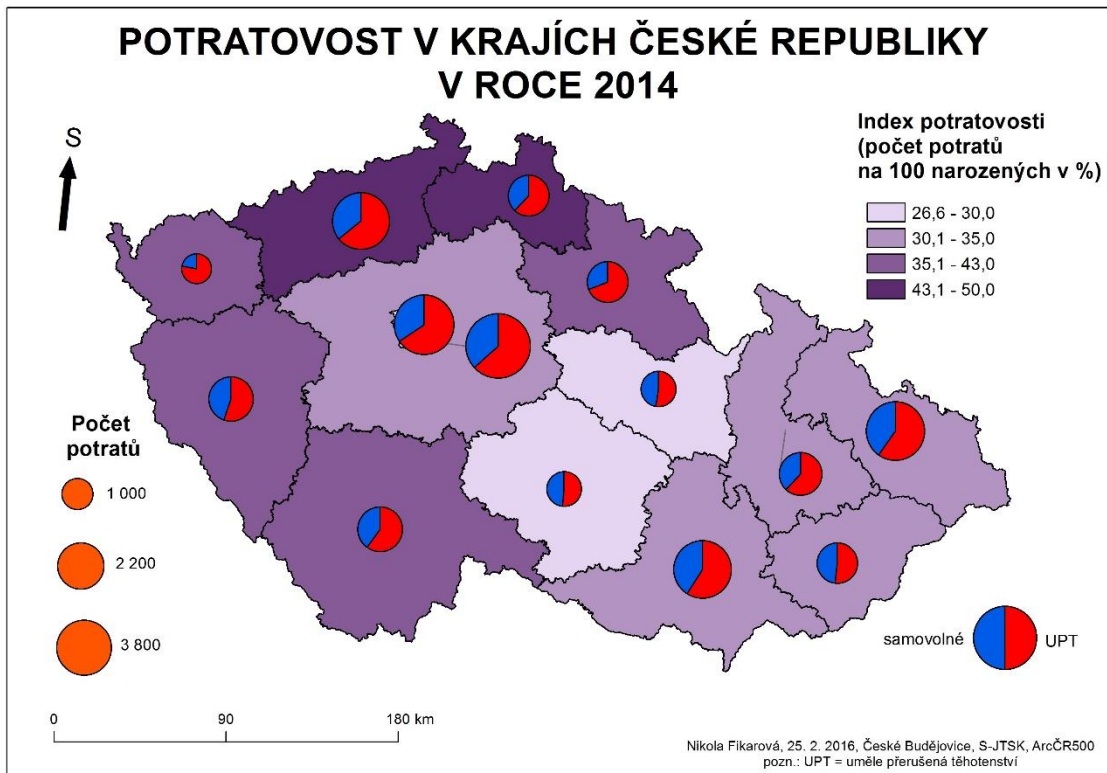 POTRATOVOST V KRAJÍCH ČESKÉ REPUBLIKY
V ROCE 2014
S
Index potratovosti
(počet potratů
na 100 narozených v %)
26,6 - 30,0
30,1 - 35,0
35,1 - 43,0
43,1 - 50,0
Počet
potratů
1 000
2 200
3 800
samovolné
UPT
0
90
180 km
Nikola Fikarová, 25. 2. 2016, České Budějovice, S-JTSK, ArcČR500
pozn.: UPT = uměle přerušená těhotenství